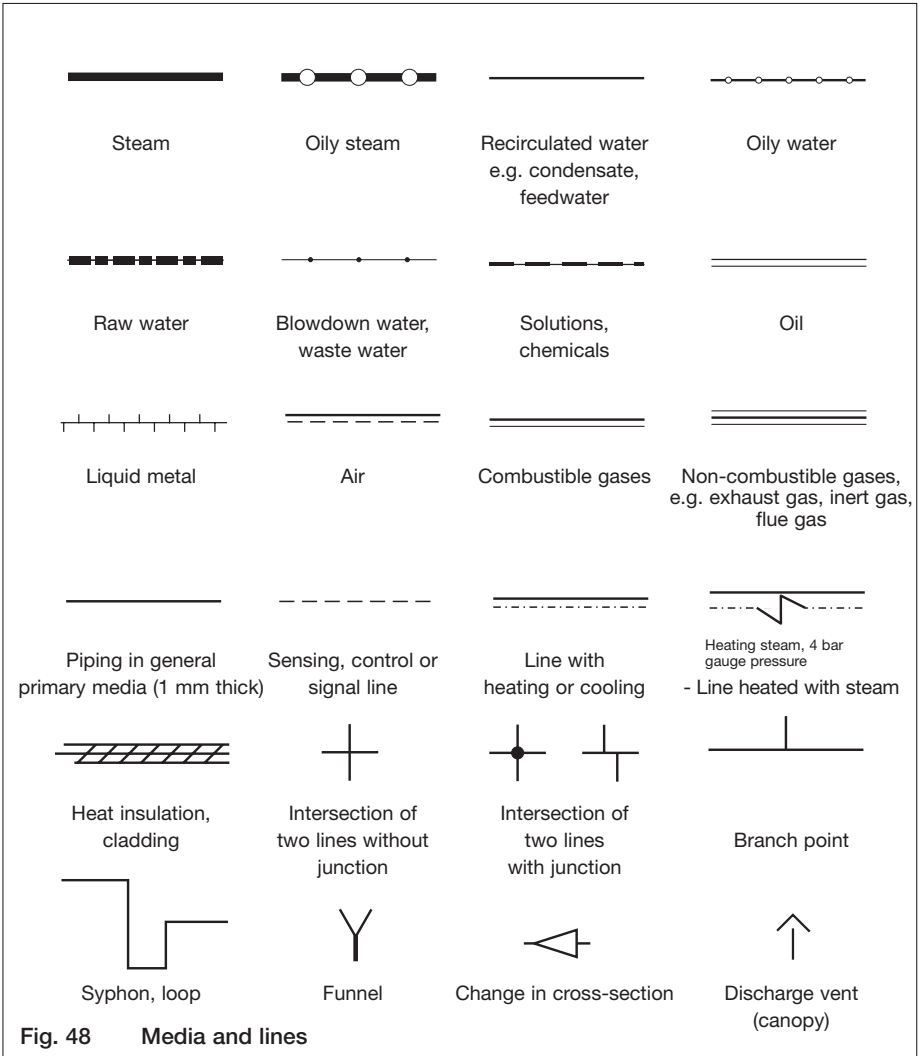 Steam
Oily steam
Recirculated water
e.g. condensate,
feedwater
Oily water
Raw water
Blowdown water,
waste water
Solutions,
chemicals
Oil
Liquid metal
Air
Combustible gases
Non-combustible gases,
e.g. exhaust gas, inert gas,
flue gas
Piping in general
primary media (1 mm thick)
Sensing, control or
signal line
Line with
heating or cooling
Heating steam, 4 bar
gauge pressure
- Line heated with steam
Heat insulation,
cladding
Intersection of
two lines without
junction
Intersection of
two lines
with junction
Branch point
Syphon, loop
Funnel
Change in cross-section
Discharge vent
(canopy)
Fig. 48 Media and lines